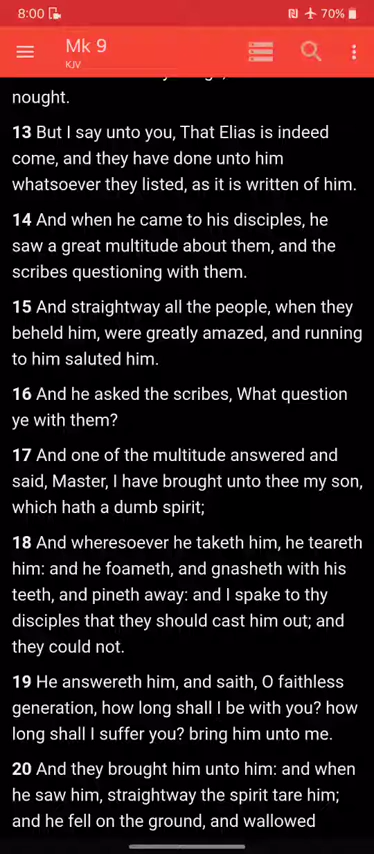 8:00 70%
Mk 9
KJV
nought.
13 But I say unto you, That Elias is indeed
come, and they have done unto him
whatsoever they listed, as it is written of him.
14 And when he came to his disciples, he
saw a great multitude about them, and the
scribes questioning with them.
15 And straightway all the people, when they
beheld him, were greatly amazed, and running
to him saluted him.
16 And he asked the scribes, What question
ye with them?
17 And one of the multitude answered and
said, Master, I have brought unto thee my son,
which hath a dumb spirit;
18 And wheresoever he taketh him, he teareth
him: and he foameth, and gnasheth with his
teeth, and pineth away: and I spake to thy
disciples that they should cast him out; and
they could not.
19 He answereth him, and saith, O faithless
generation, how long shall I be with you? how
long shall I suffer you? bring him unto me.
20 And they brought him unto him: and when
he saw him, straightway the spirit tare him;
and he fell on the ground, and wallowed